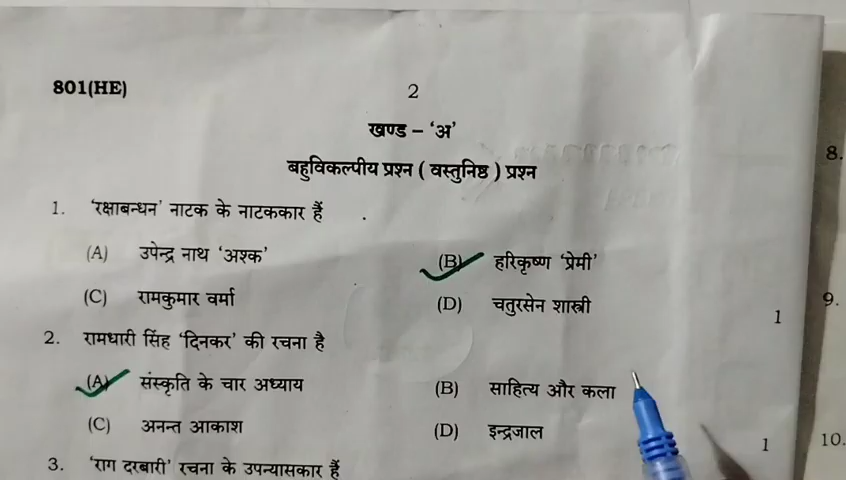 801(HE)
2
खण्ड – ‘अ’
बहुविकल्पीय प्रश्न ( वस्तुनिष्ठ ) प्रश्न
1. ‘रक्षाबन्धन’ नाटक के नाटककार हैं
(A) उपेन्द्र नाथ ‘अश्क’ (B) हरिकृष्ण ‘प्रेमी’
(C) रामकुमार वर्मा (D) चतुरसेन शास्त्री 1
2. रामधारी सिंह ‘दिनकर’ की रचना है
(A) संस्कृति के चार अध्याय (B) साहित्य और कला
(C) अनन्त आकाश (D) इन्द्रजाल 1
3. ‘राग दरबारी’ रचना के उपन्यासकार हैं
8.
9.
10.